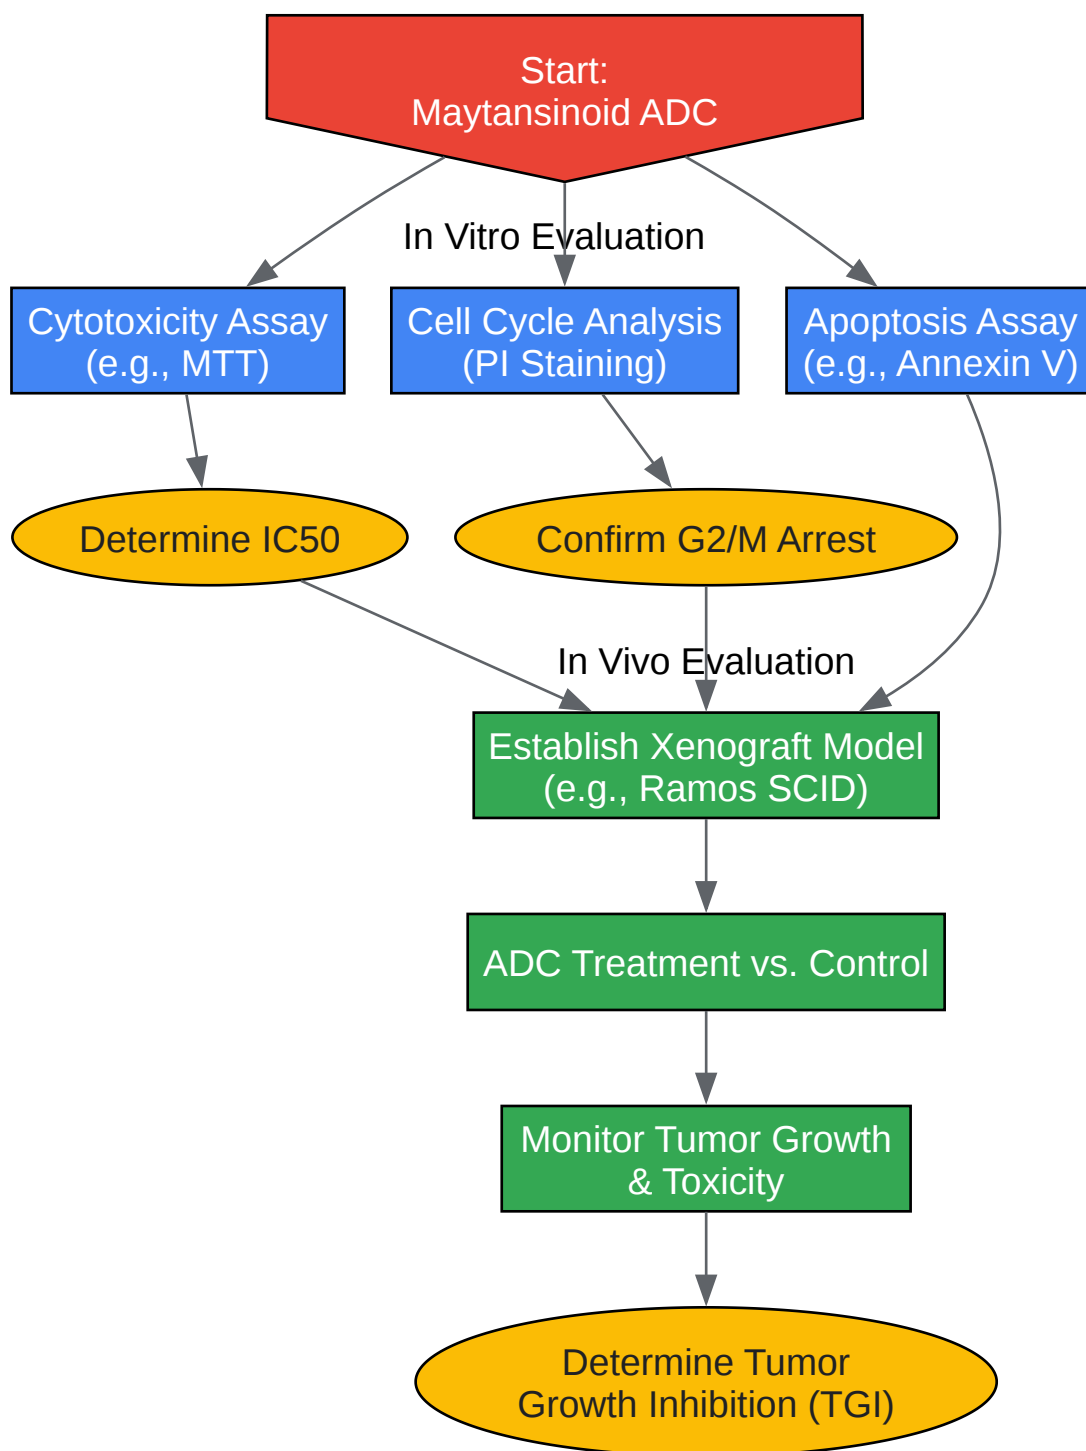 Start:
Maytansinoid ADC
In Vitro Evaluation
Cytotoxicity Assay
(e.g., MTT)
Cell Cycle Analysis
(PI Staining)
Apoptosis Assay
(e.g., Annexin V)
Determine IC50
Confirm G2/M Arrest
In Vivo Evaluation
Establish Xenograft Model
(e.g., Ramos SCID)
ADC Treatment vs. Control
Monitor Tumor Growth
& Toxicity
Determine Tumor
Growth Inhibition (TGI)